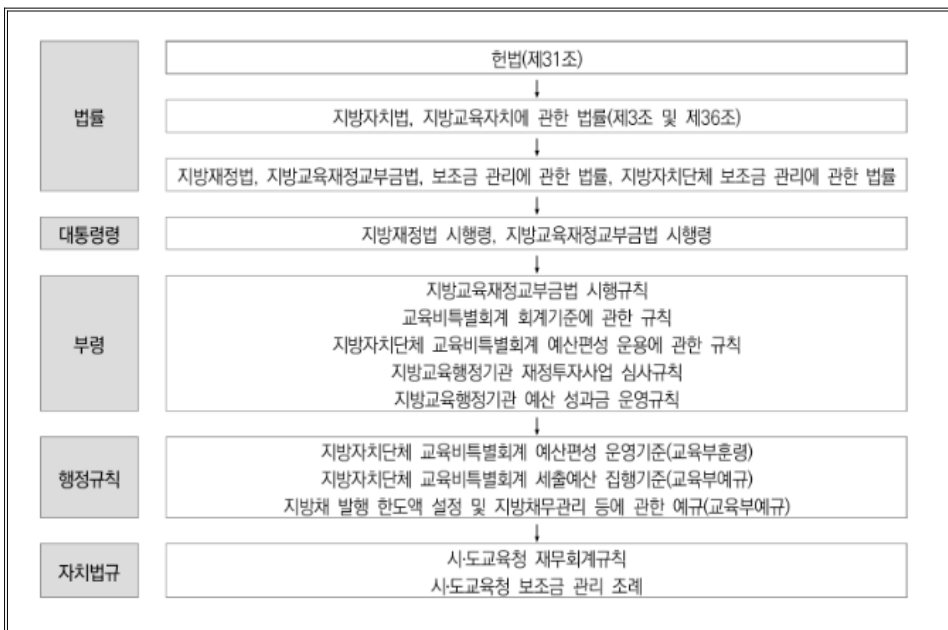 법률
헌법(제31조)
지방자치법, 지방교육자치에 관한 법률(제3조 및 제36조)
지방재정법, 지방교육재정교부금법, 보조금 관리에 관한 법률, 지방자치단체 보조금 관리에 관한 법률
대통령령
지방재정법 시행령, 지방교육재정교부금법 시행령
부령
지방교육재정교부금법 시행규칙
교육비특별회계 회계기준에 관한 규칙
지방자치단체 교육비특별회계 예산편성 운용에 관한 규칙
지방교육행정기관 재정투자사업 심사규칙
지방교육행정기관 예산 성과금 운영규칙
행정규칙
지방자치단체 교육비특별회계 예산편성 운영기준(교육부훈령)
지방자치단체 교육비특별회계 세출예산 집행기준(교육부예규)
지방채 발행 한도액 설정 및 지방채무관리 등에 관한 예규(교육부예규)
자치법규
시·도교육청 재무회계규칙
시·도교육청 보조금 관리 조례